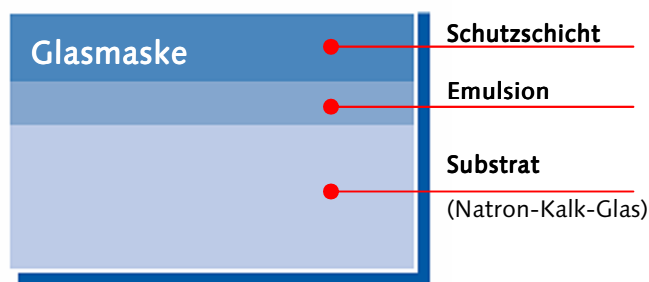 Glasmaske
Schutzschicht
Emulsion
Substrat
(Natron-Kalk-Glas)